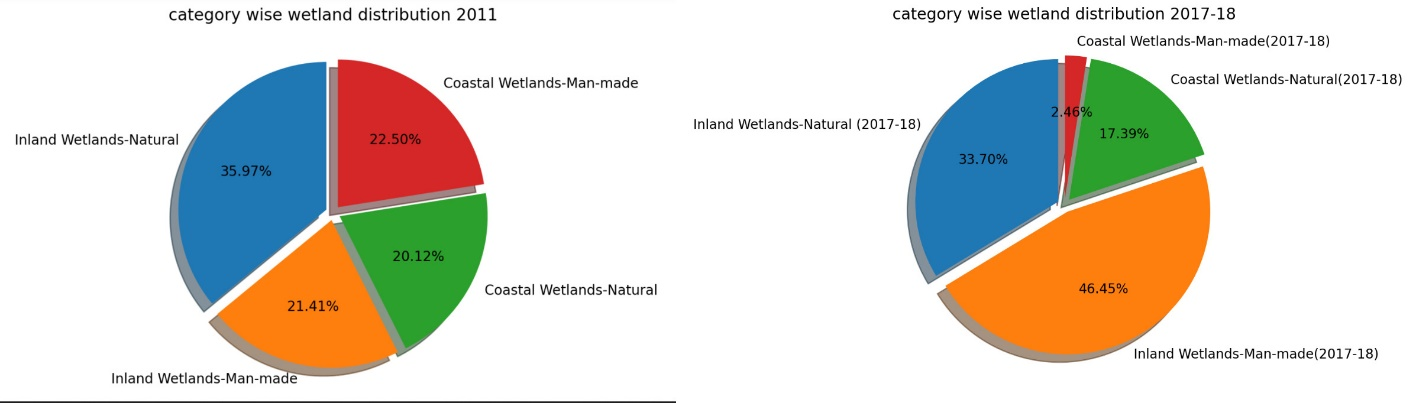 category wise wetland distribution 2011
Coastal Wetlands-Man-made
Inland Wetlands-Natural
22.50%
35.97%
20.12%
Coastal Wetlands-Natural
21.41%
Inland Wetlands-Man-made
category wise wetland distribution 2017-18
Coastal Wetlands-Man-made(2017-18)
Coastal Wetlands-Natural(2017-18)
2.46%
Inland Wetlands-Natural (2017-18)
17.39%
33.70%
46.45%
Inland Wetlands-Man-made(2017-18)